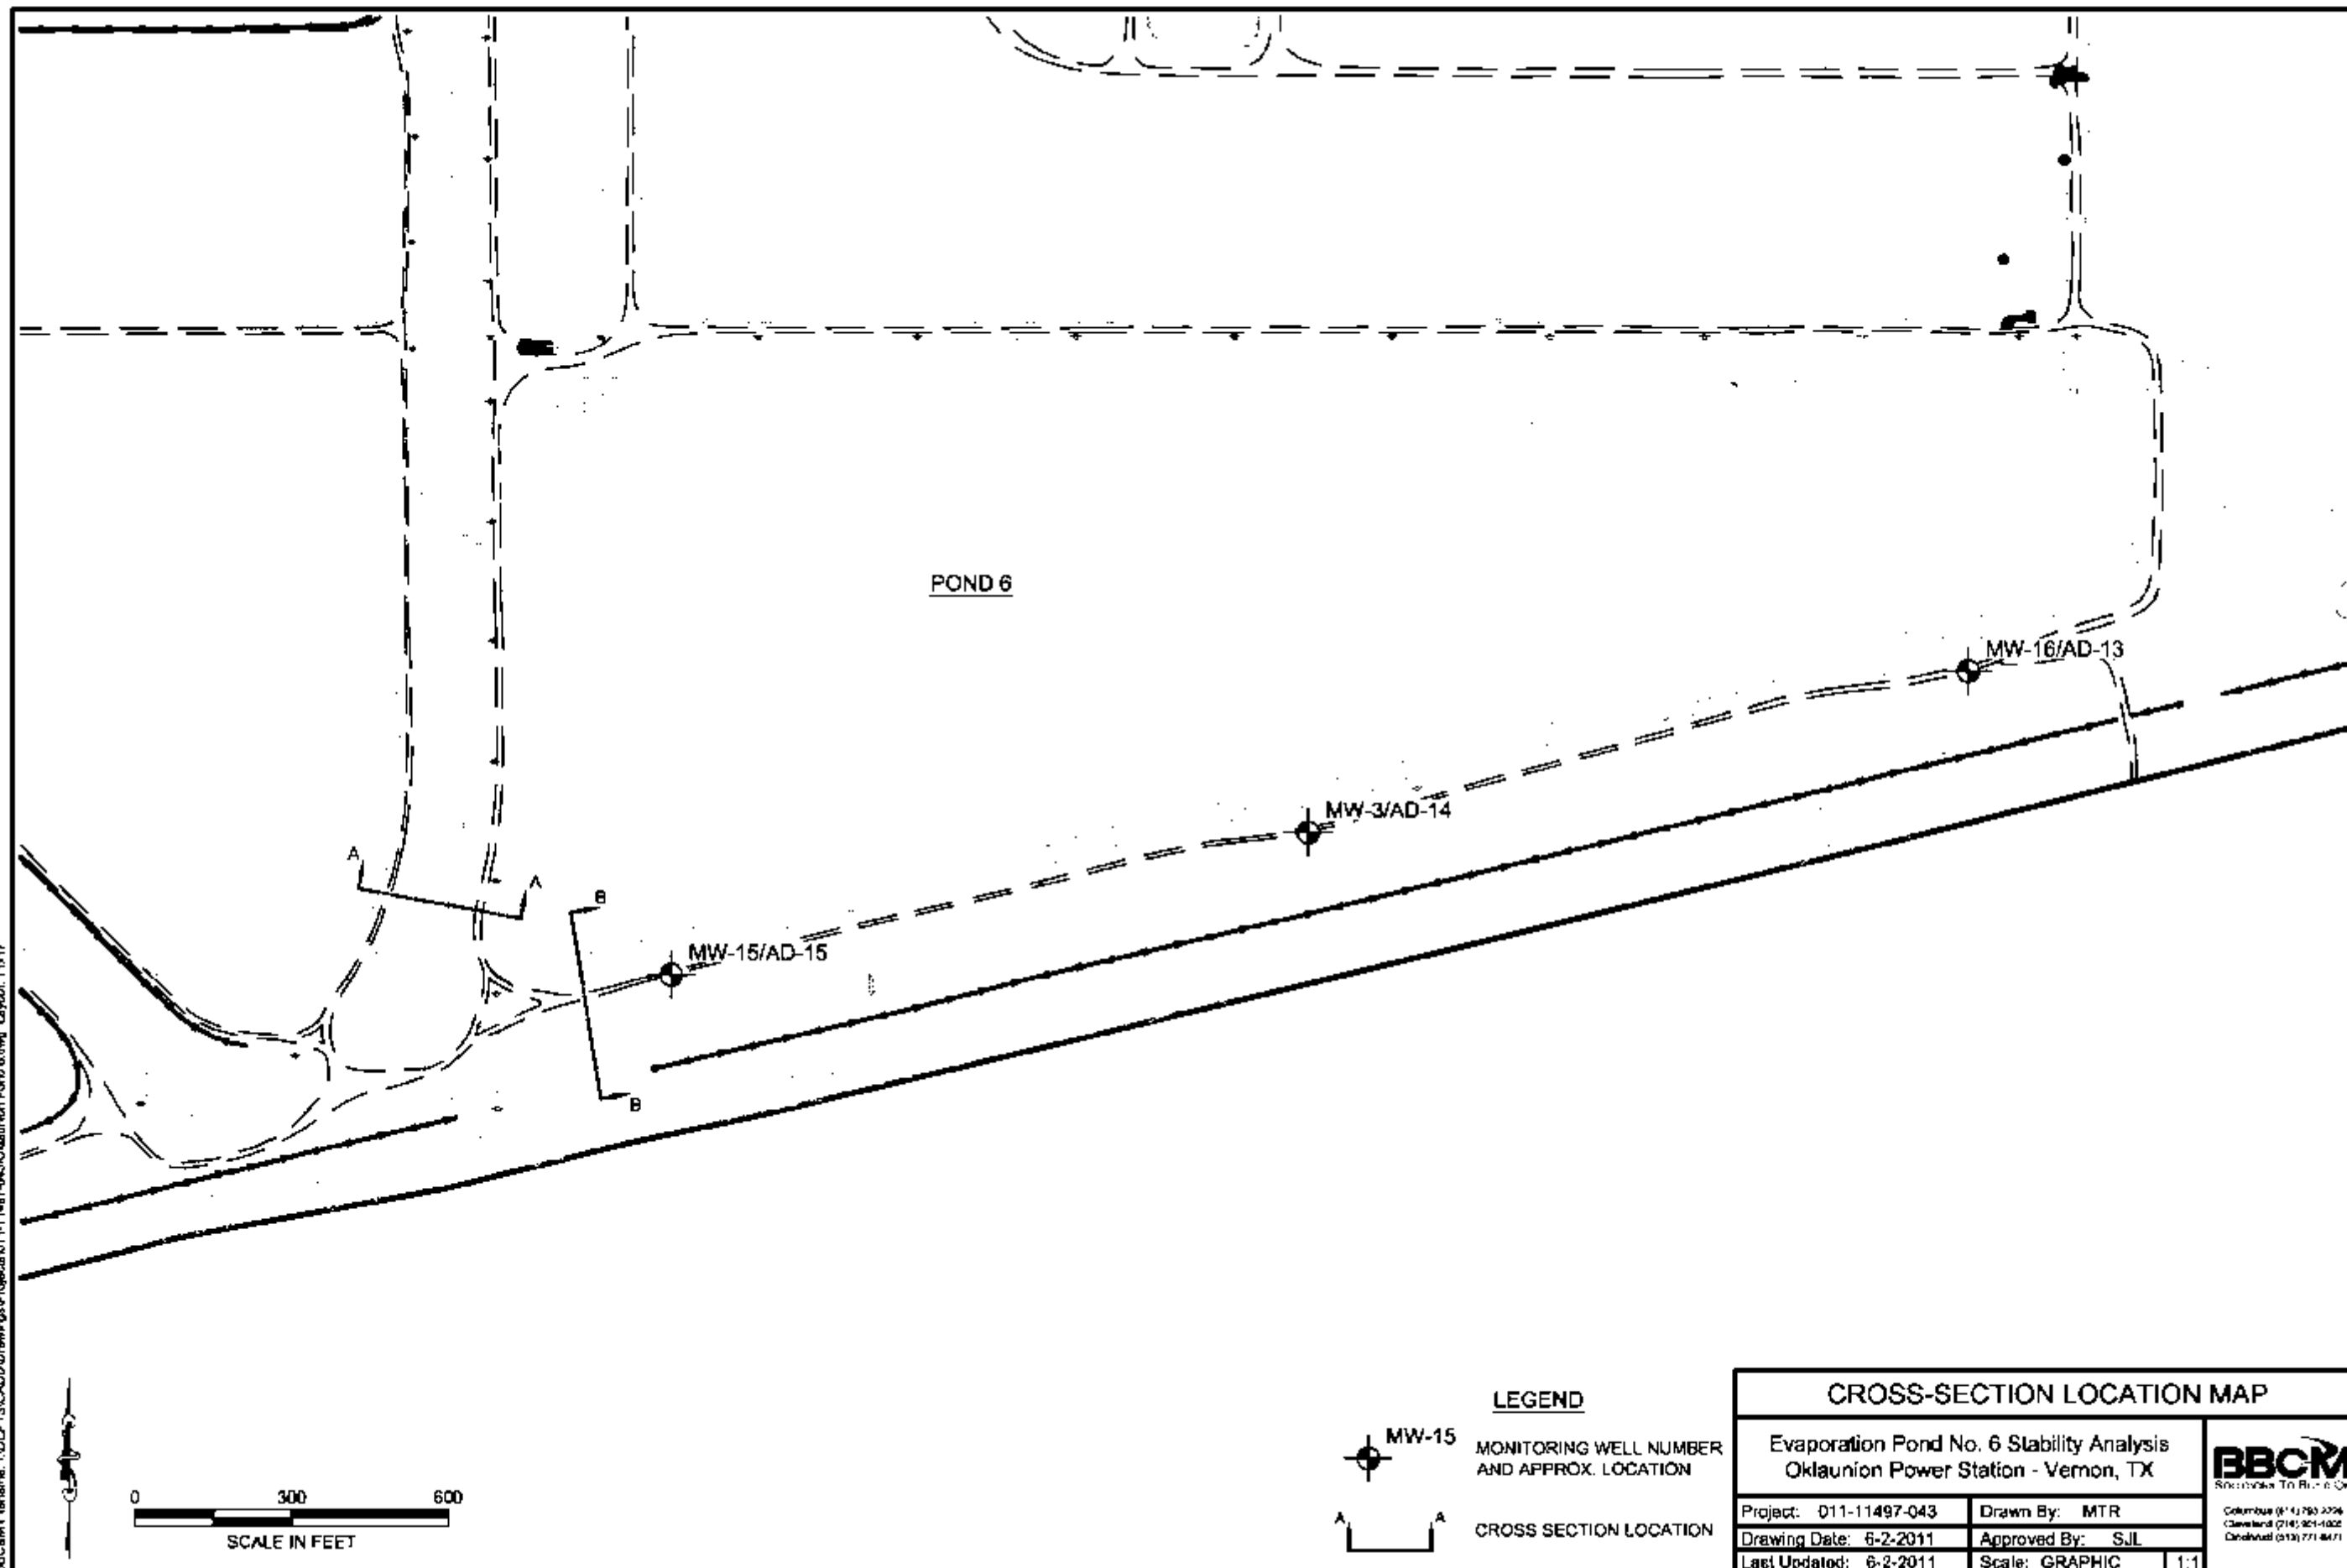 POND 6
MW-16/AD-13
MW-3/AD-14
A
A
B
MW-15/AD-15
B
LEGEND
MW-15
MONITORING WELL NUMBER
AND APPROX. LOCATION
A A
CROSS SECTION LOCATION
0 300 600
SCALE IN FEET
CROSS-SECTION LOCATION MAP
Evaporation Pond No. 6 Stability Analysis
Oklaunion Power Station - Vernon, TX
Project: 011-11497-043
Drawn By: MTR
Drawing Date: 6-2-2011
Approved By: SJL
Last Updated: 6-2-2011
Scale: GRAPHIC
1:1
BBCM